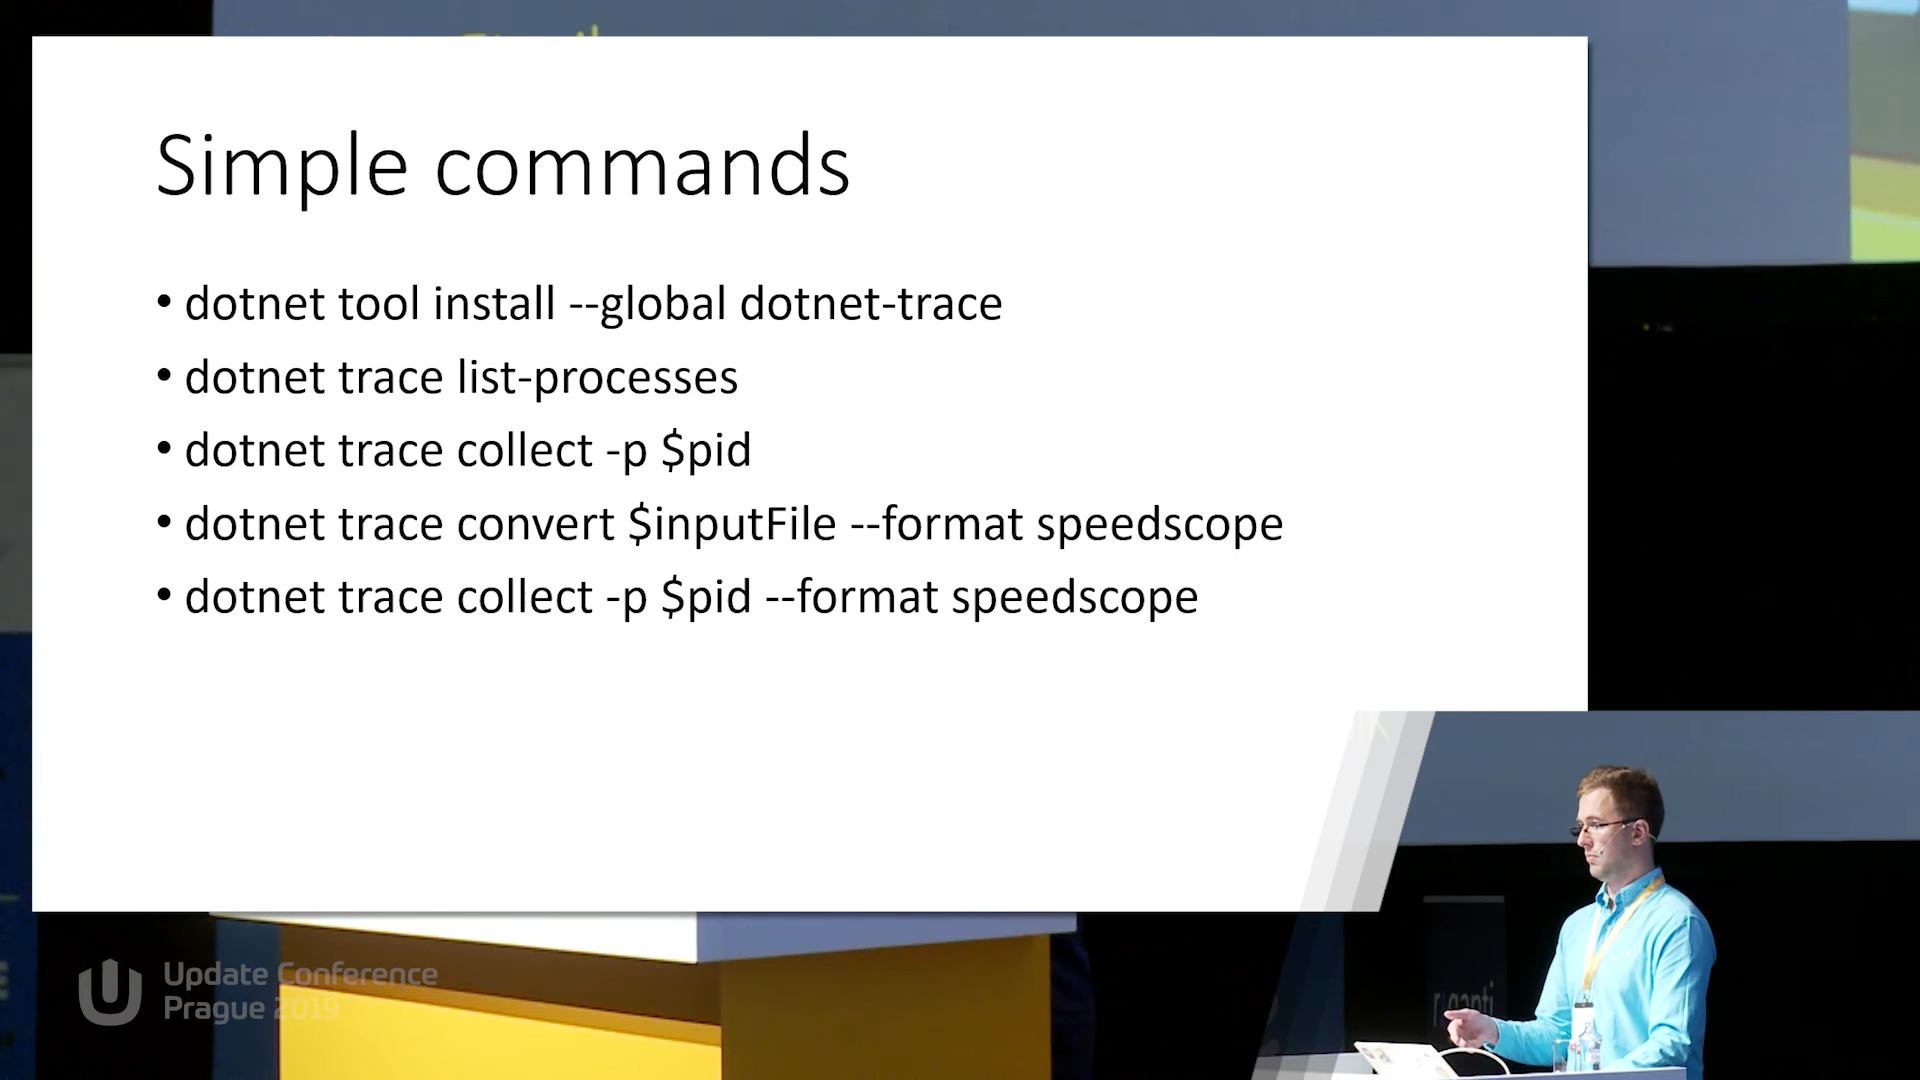 Simple commands
• dotnet tool install --global dotnet-trace
• dotnet trace list-processes
• dotnet trace collect -p $pid
• dotnet trace convert $inputFile --format speedscope
• dotnet trace collect -p $pid --format speedscope
Update Conference
Prague 2019